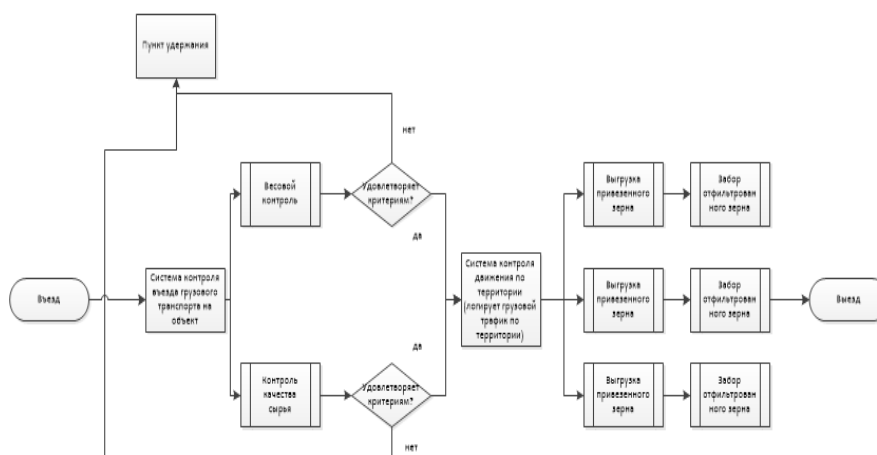 Пункт удержания
нет
Весовой
контроль
Удовлетворяет
критериям?
да
Выгрузка
привезенного
зерна
Забор
отфильтрован
ного зерна
Въезд
Система контроля
въезда грузового
транспорта на
объект
Система контроля
движения по
территории
(логирует грузовой
трафик по
территории)
Выгрузка
привезенного
зерна
Забор
отфильтрован
ного зерна
Выезд
да
Контроль
качества
сырья
Удовлетворяет
критериям?
нет
Выгрузка
привезенного
зерна
Забор
отфильтрован
ного зерна